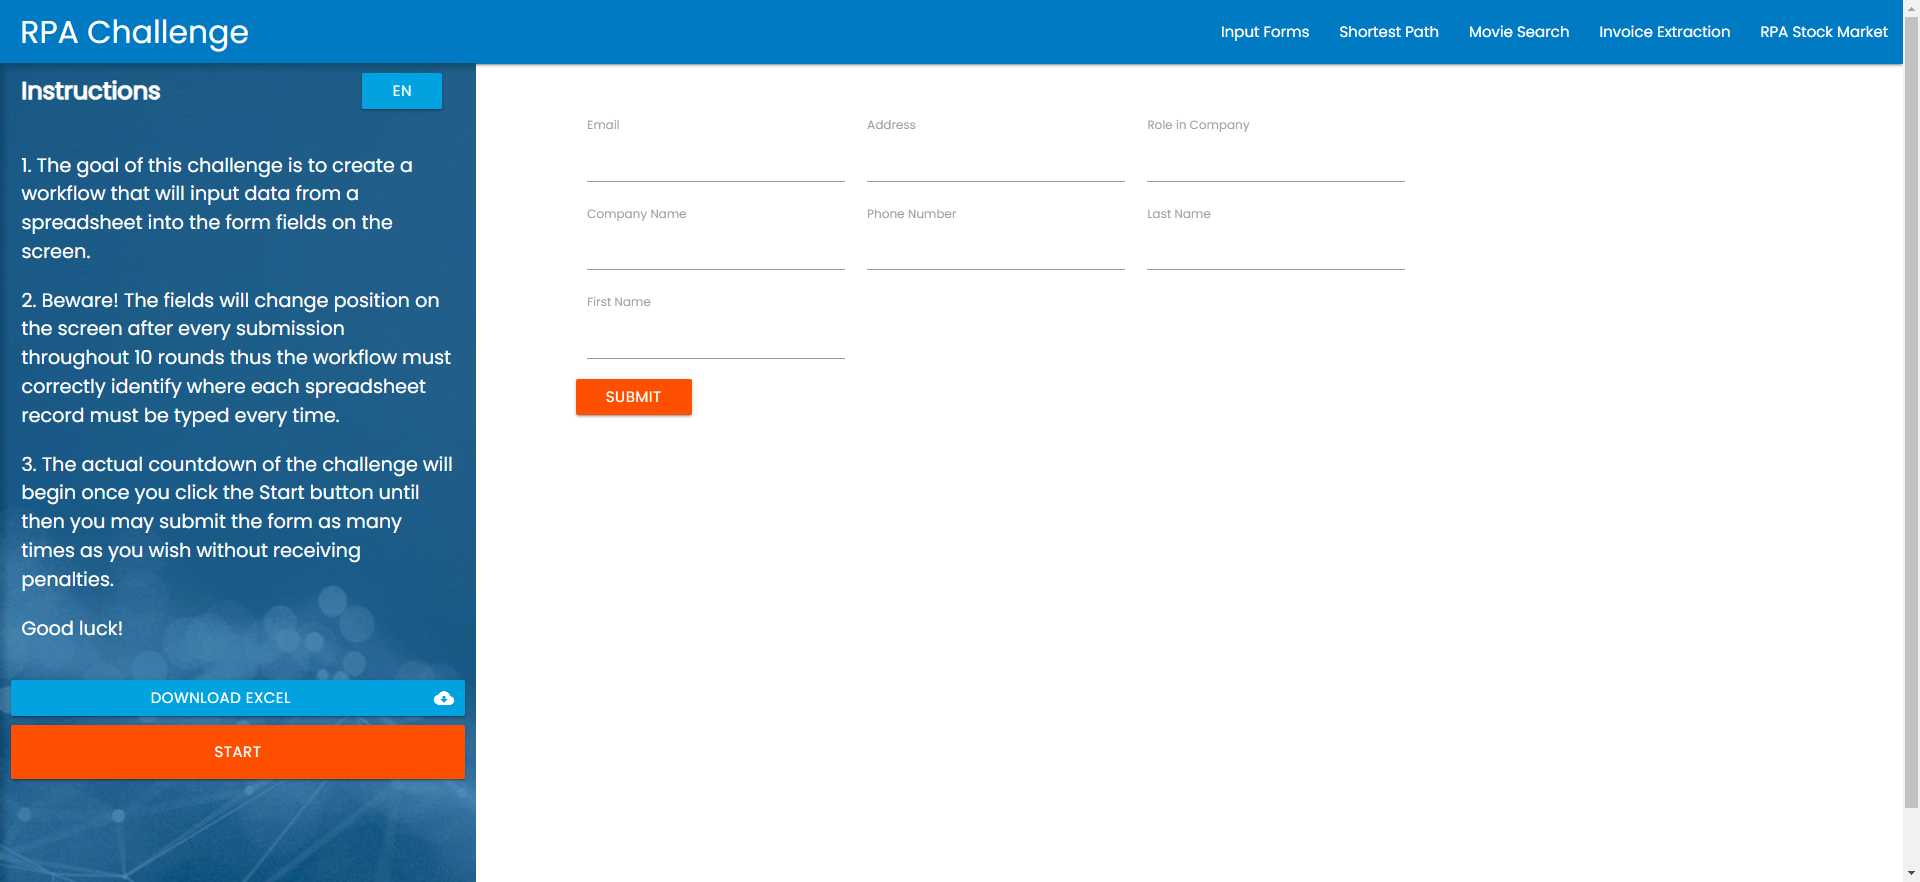 RPA Challenge
Input Forms
Shortest Path
Movie Search
Invoice Extraction
RPA Stock Market
Instructions
EN
1. The goal of this challenge is to create a
workflow that will input data from a
spreadsheet into the form fields on the
screen.
2. Beware! The fields will change position on
the screen after every submission
throughout 10 rounds thus the workflow must
correctly identify where each spreadsheet
record must be typed every time.
3. The actual countdown of the challenge will
begin once you click the Start button until
then you may submit the form as many
times as you wish without receiving
penalties.
Good luck!
DOWNLOAD EXCEL
START
Email
Address
Role in Company
Company Name
Phone Number
Last Name
First Name
SUBMIT